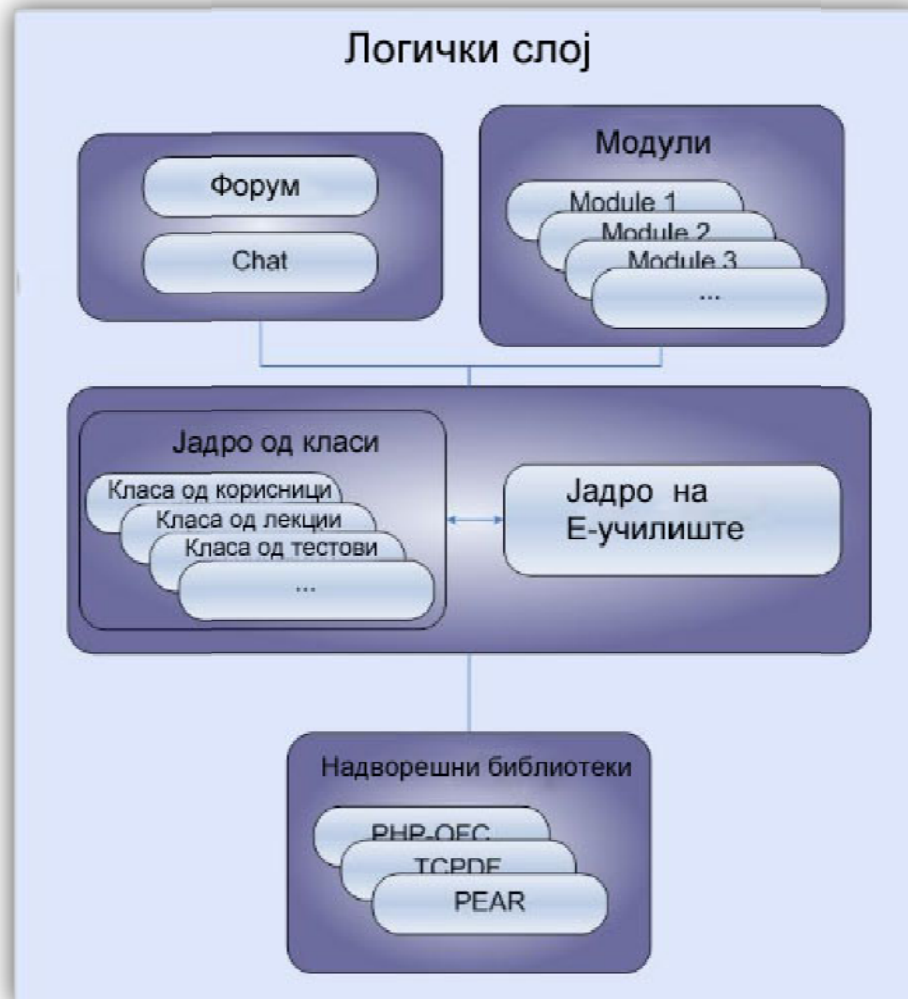 Логички слој
Форум
Chat
Модули
Module 1
Module 2
Module 3
...
Јадро од класи
Класа од корисници
Класа од лекции
Класа од тестови
...
Јадро на
Е-училиште
Надворешни библиотеки
PHP-OFC
TCPDF
PEAR